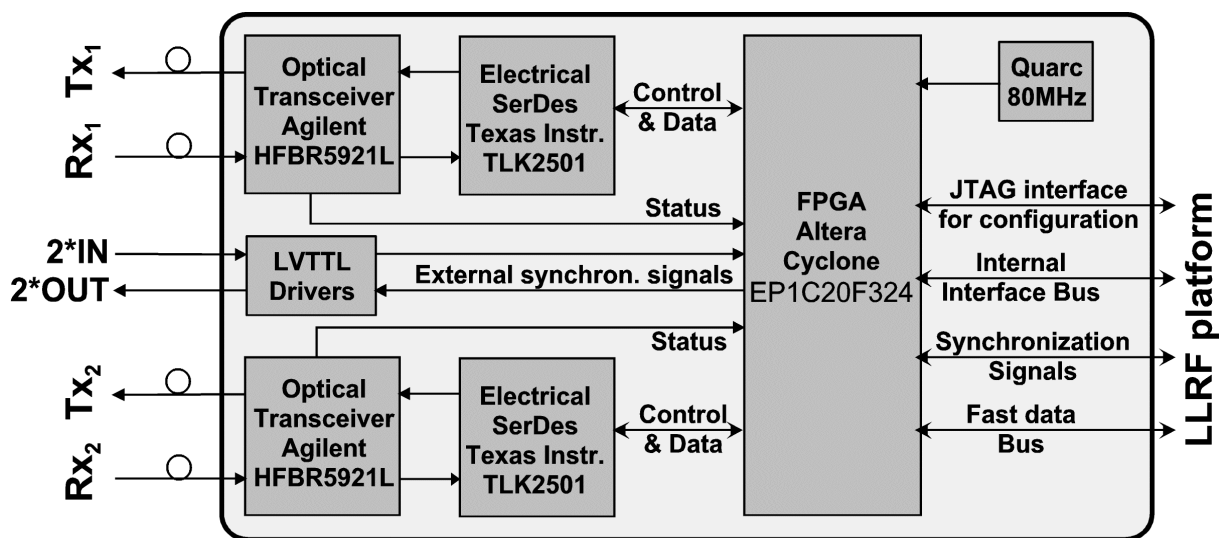 Tx₁
Rx₁
Optical
Transceiver
Agilent
HFBR5921L
Electrical
SerDes
Texas Instr.
TLK2501
Control
& Data
Quarc
80MHz
Status
2*IN
2*OUT
LVTTL
Drivers
External synchron. signals
FPGA
Altera
Cyclone
EP1C20F324
JTAG interface
for configuration
Internal
Interface Bus
Synchronization
Signals
Fast data
Bus
LLRF platform
Status
Tx₂
Rx₂
Optical
Transceiver
Agilent
HFBR5921L
Electrical
SerDes
Texas Instr.
TLK2501
Control
& Data